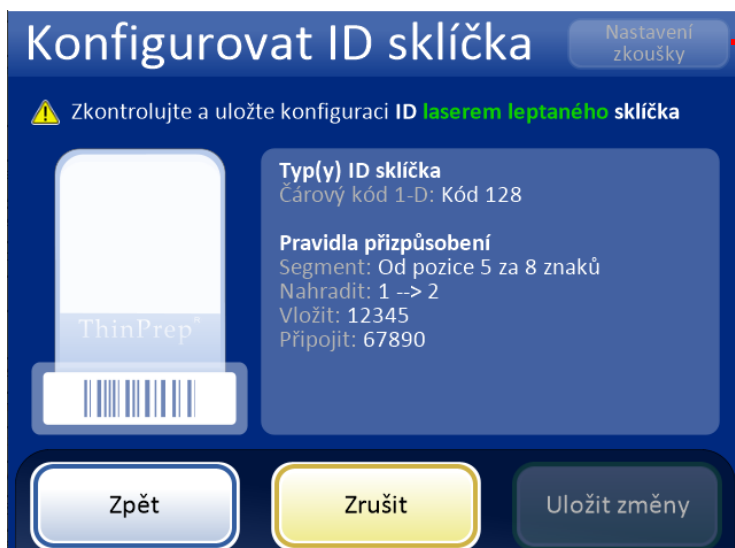 Konfigurovat ID sklíčka
Nastavení
zkoušky
Zkontrolujte a uložte konfiguraci ID laserem leptaného sklíčka
Typ(y) ID sklíčka
Čárový kód 1-D: Kód 128
Pravidla přizpůsobení
Segment: Od pozice 5 za 8 znaků
Nahradit: 1 --> 2
Vložit: 12345
Připojit: 67890
ThinPrep®
Zpět
Zrušit
Uložit změny